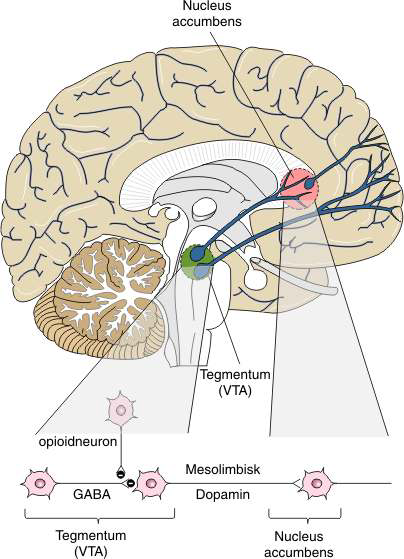 Nucleus
accumbens
Tegmentum
(VTA)
opioidneuron
Mesolimbisk
GABA
Dopamin
Tegmentum
(VTA)
Nucleus
accumbens